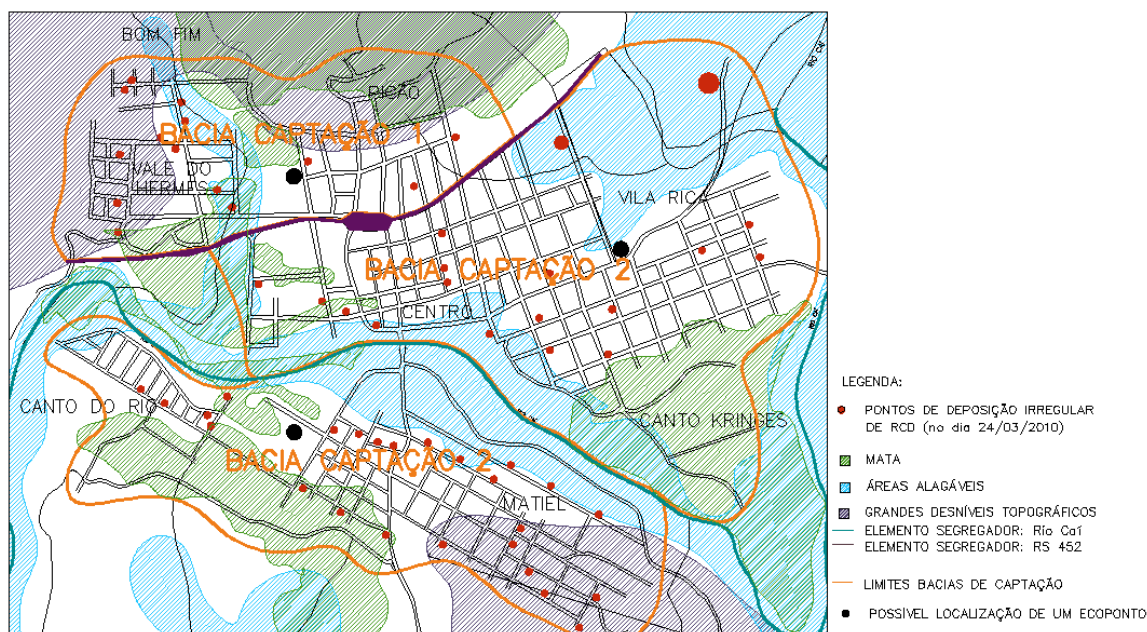 BOM FIM
RIO CAÍ
RICÃO
BACIA CAPTAÇÃO 1
VALE DO
HERMES
VILA RICA
BACIA CAPTAÇÃO 2
CENTRO
CANTO DO RIO
CANTO KRINGES
BACIA CAPTAÇÃO 2
MATIEL
LEGENDA:
PONTOS DE DEPOSIÇÃO IRREGULAR
DE RCD (no dia 24/03/2010)
MATA
ÁREAS ALAGÁVEIS
GRANDES DESNÍVEIS TOPOGRÁFICOS
ELEMENTO SEGREGADOR: Rio Caí
ELEMENTO SEGREGADOR: RS 452
LIMITES BACIAS DE CAPTAÇÃO
POSSÍVEL LOCALIZAÇÃO DE UM ECOPONTO